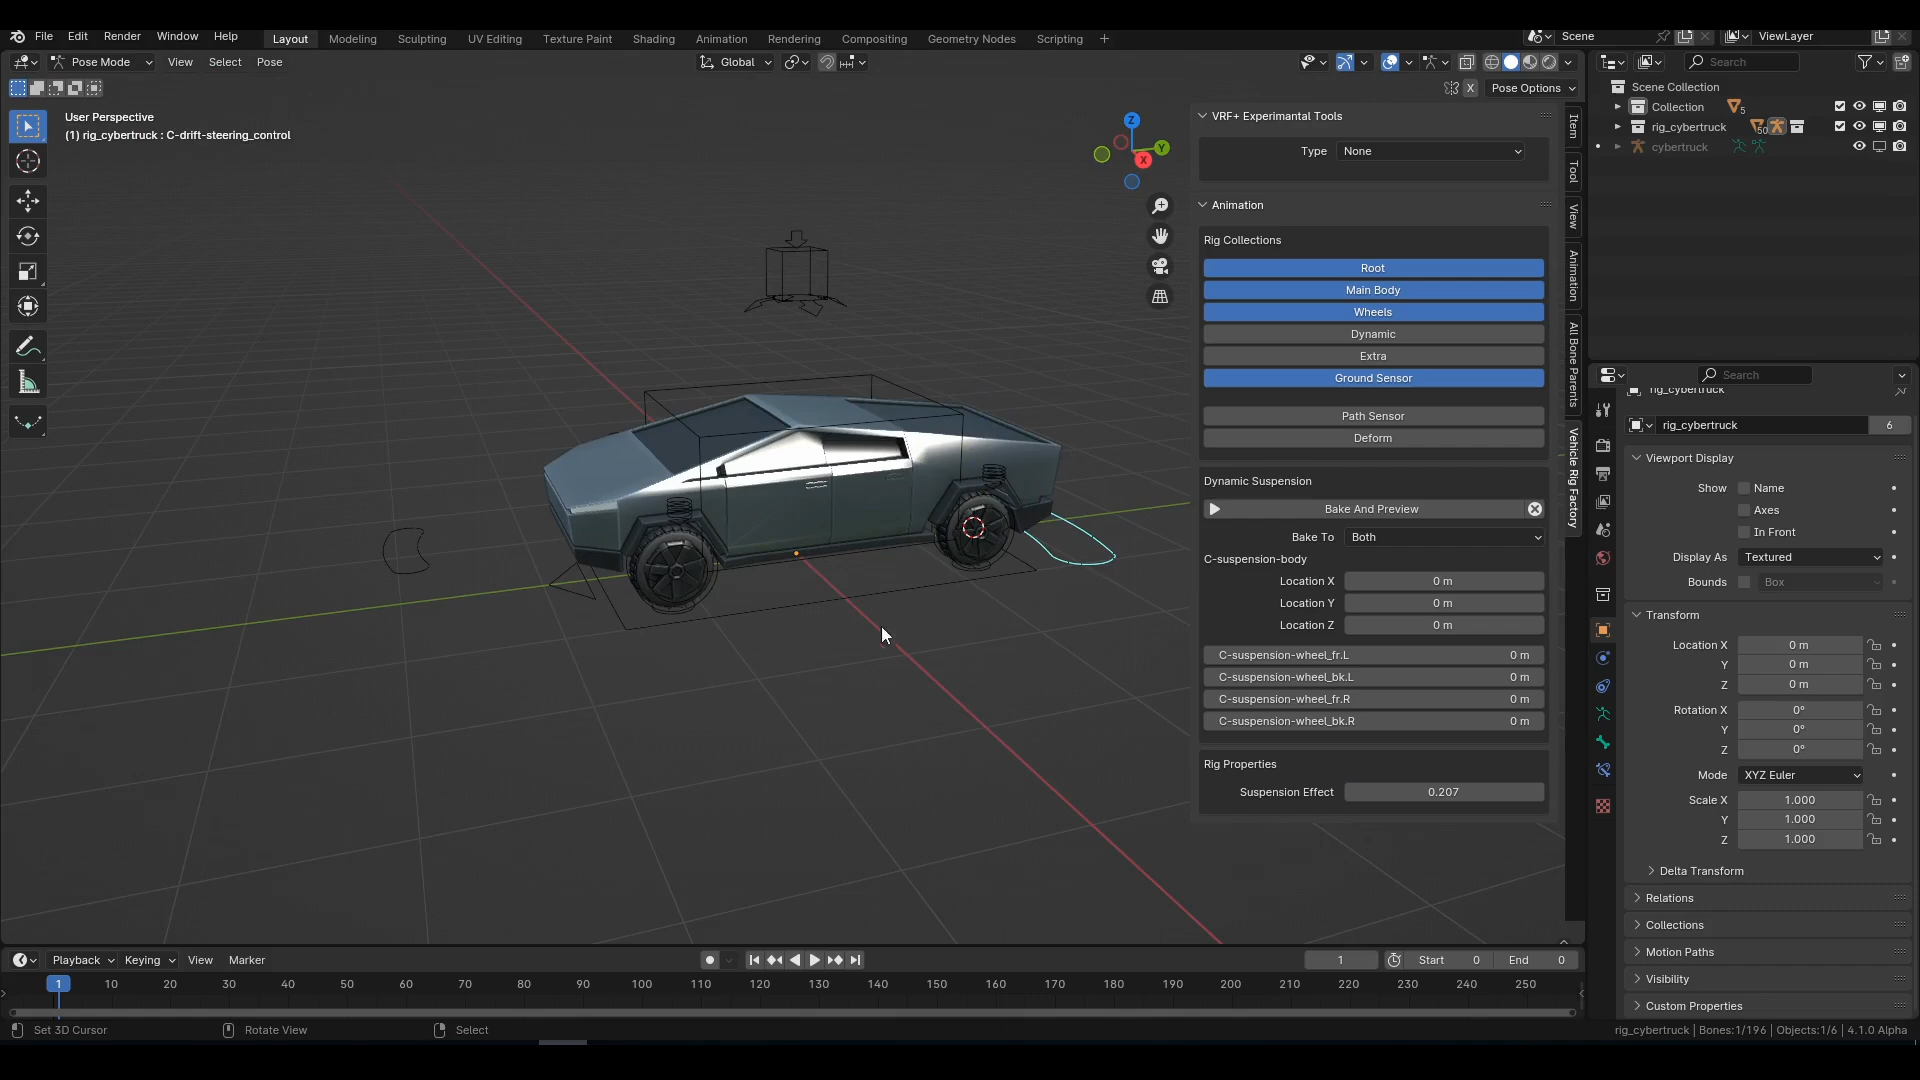 File Edit Render Window Help Layout Modeling Sculpting UV Editing Texture Paint Shading Animation Rendering Compositing Geometry Nodes Scripting + Scene ViewLayer
Pose Mode View Select Pose Global Search
X Pose Options
User Perspective
(1) rig_cybertruck : C-drift-steering_control
Z
Y
X
VRF+ Experimantal Tools
Type None
Animation
Rig Collections
Root
Main Body
Wheels
Dynamic
Extra
Ground Sensor
Path Sensor
Deform
Dynamic Suspension
Bake And Preview
Bake To Both
C-suspension-body
Location X 0 m
Location Y 0 m
Location Z 0 m
C-suspension-wheel_fr.L 0 m
C-suspension-wheel_bk.L 0 m
C-suspension-wheel_fr.R 0 m
C-suspension-wheel_bk.R 0 m
Rig Properties
Suspension Effect 0.207
Item
Tool
View
Animation
All Bone Parents
Vehicle Rig Factory
Scene Collection
Collection 5
rig_cybertruck 50
cybertruck
Search
rig_cybertruck
rig_cybertruck 6
Viewport Display
Show Name
Axes
In Front
Display As Textured
Bounds Box
Transform
Location X 0 m
Y 0 m
Z 0 m
Rotation X 0°
Y 0°
Z 0°
Mode XYZ Euler
Scale X 1.000
Y 1.000
Z 1.000
Delta Transform
Relations
Collections
Motion Paths
Visibility
Custom Properties
Playback Keying View Marker 1 Start 0 End 0
1 10 20 30 40 50 60 70 80 90 100 110 120 130 140 150 160 170 180 190 200 210 220 230 240 250
Set 3D Cursor Rotate View Select rig_cybertruck | Bones:1/196 | Objects:1/6 | 4.1.0 Alpha